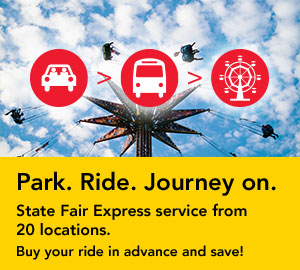 Park. Ride. Journey on.
State Fair Express service from
20 locations.
Buy your ride in advance and save!